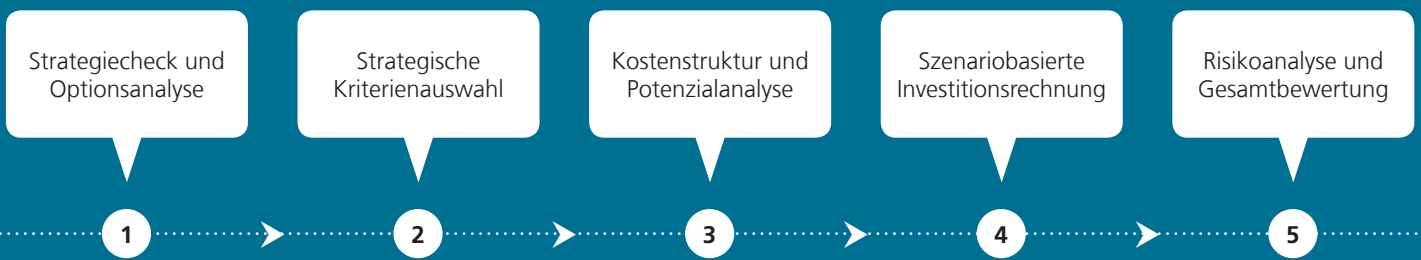 Strategiecheck und
Optionsanalyse
Strategische
Kriterienauswahl
Kostenstruktur und
Potenzialanalyse
Szenariobasierte
Investitionsrechnung
Risikoanalyse und
Gesamtbewertung
1
2
3
4
5